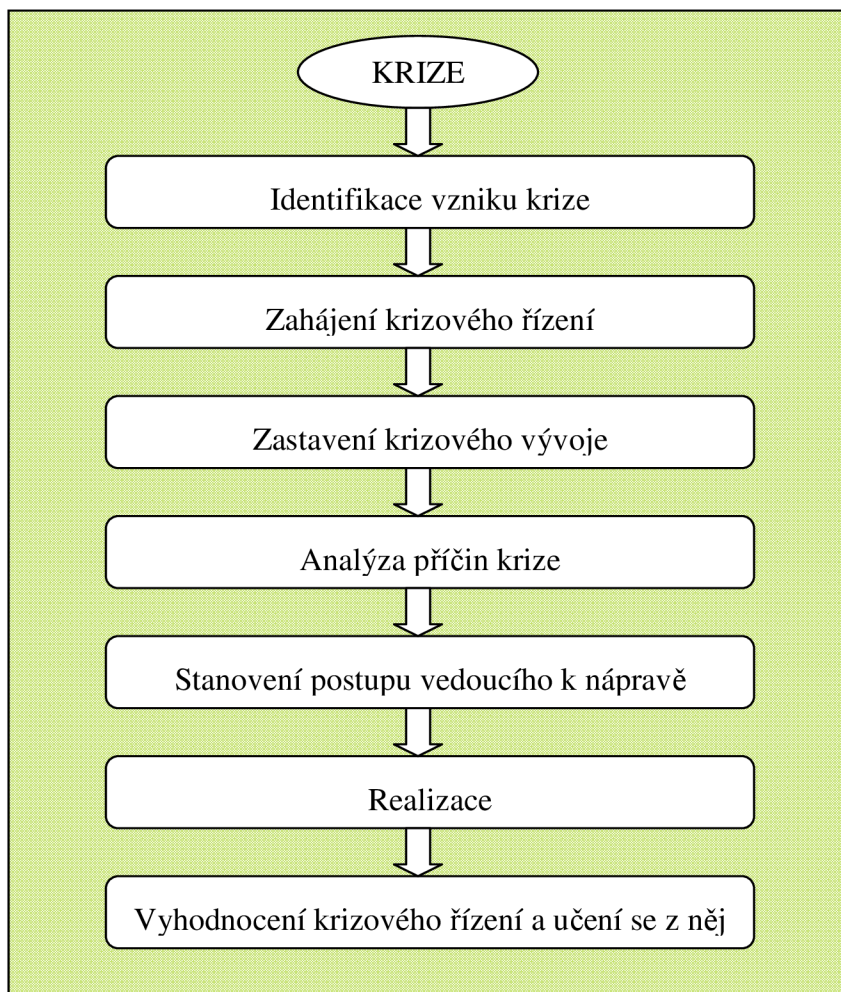 KRIZE
Identifikace vzniku krize
Zahájení krizového řízení
Zastavení krizového vývoje
Analýza příčin krize
Stanovení postupu vedoucího k nápravě
Realizace
Vyhodnocení krizového řízení a učení se z něj